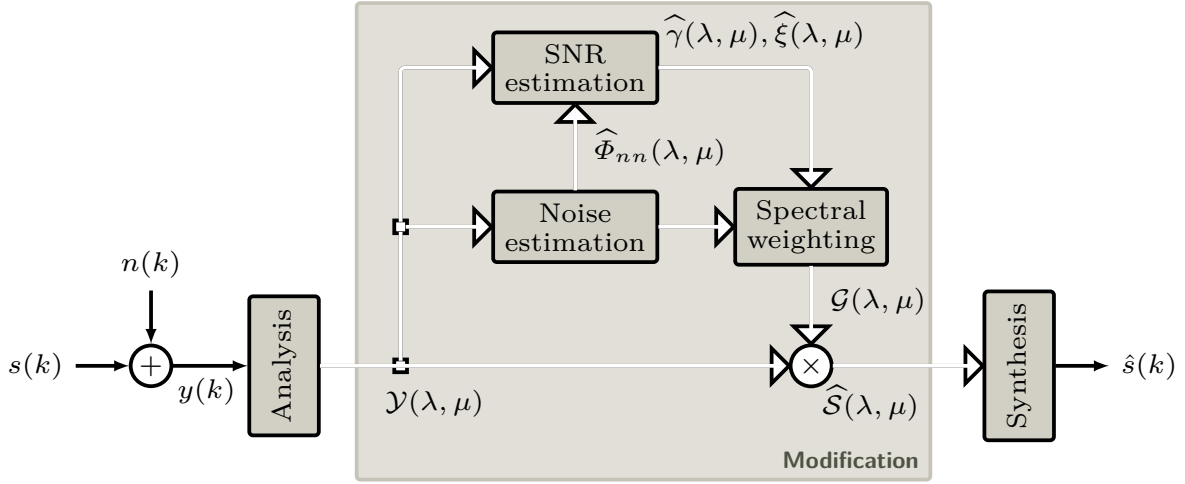 SNR
estimation
γ̂(λ, μ), ξ̂(λ, μ)
Φ̂ₙₙ(λ, μ)
Noise
estimation
Spectral
weighting
n(k)
𝒢(λ, μ)
s(k)
+
y(k)
Analysis
𝒴(λ, μ)
×
𝒮̂(λ, μ)
Synthesis
ŝ(k)
Modification